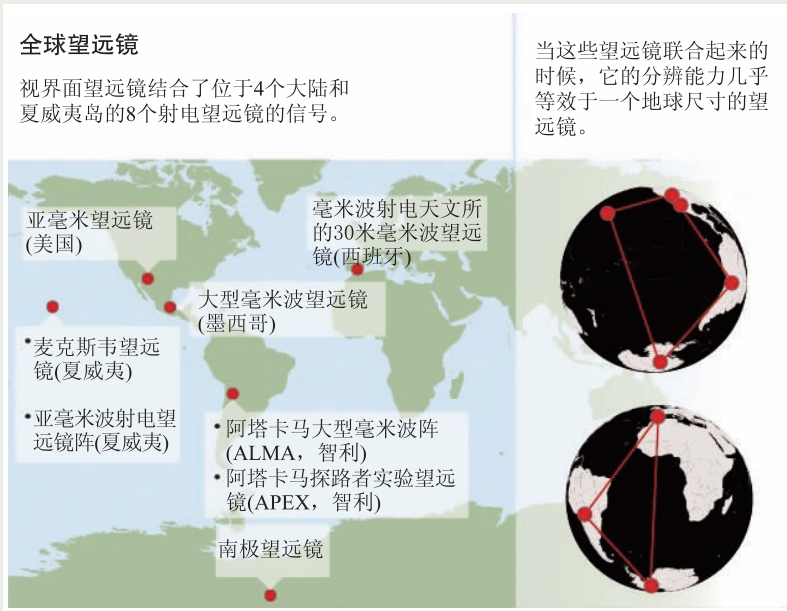 全球望远镜
视界面望远镜结合了位于4个大陆和
夏威夷岛的8个射电望远镜的信号。
当这些望远镜联合起来的
时候，它的分辨能力几乎
等效于一个地球尺寸的望
远镜。
亚毫米望远镜
(美国)
毫米波射电天文所
的30米毫米波望远
镜(西班牙)
大型毫米波望远镜
(墨西哥)
•麦克斯韦望远
镜(夏威夷)
•亚毫米波射电望
远镜阵(夏威夷)
•阿塔卡马大型毫米波阵
(ALMA，智利)
•阿塔卡马探路者实验望远
镜(APEX，智利)
南极望远镜